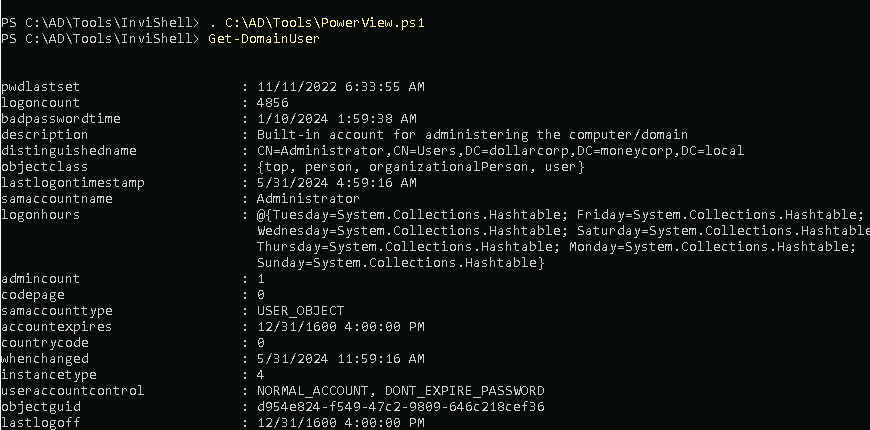 PS C:\AD\Tools\InviShell> . C:\AD\Tools\PowerView.ps1
PS C:\AD\Tools\InviShell> Get-DomainUser
pwdlastset : 11/11/2022 6:33:55 AM
logoncount : 4856
badpasswordtime : 1/10/2024 1:59:38 AM
description : Built-in account for administering the computer/domain
distinguishedname : CN=Administrator,CN=Users,DC=dollarcorp,DC=moneycorp,DC=local
objectclass : {top, person, organizationalPerson, user}
lastlogontimestamp : 5/31/2024 4:59:16 AM
samaccountname : Administrator
logonhours : @{Tuesday=System.Collections.Hashtable; Friday=System.Collections.Hashtable;
Wednesday=System.Collections.Hashtable; Saturday=System.Collections.Hashtable
Thursday=System.Collections.Hashtable; Monday=System.Collections.Hashtable;
Sunday=System.Collections.Hashtable}
admincount : 1
codepage : 0
samaccounttype : USER_OBJECT
accountexpires : 12/31/1600 4:00:00 PM
countrycode : 0
whenchanged : 5/31/2024 11:59:16 AM
instancetype : 4
useraccountcontrol : NORMAL_ACCOUNT, DONT_EXPIRE_PASSWORD
objectguid : d954e824-f549-47c2-9809-646c218cef36
lastlogoff : 12/31/1600 4:00:00 PM